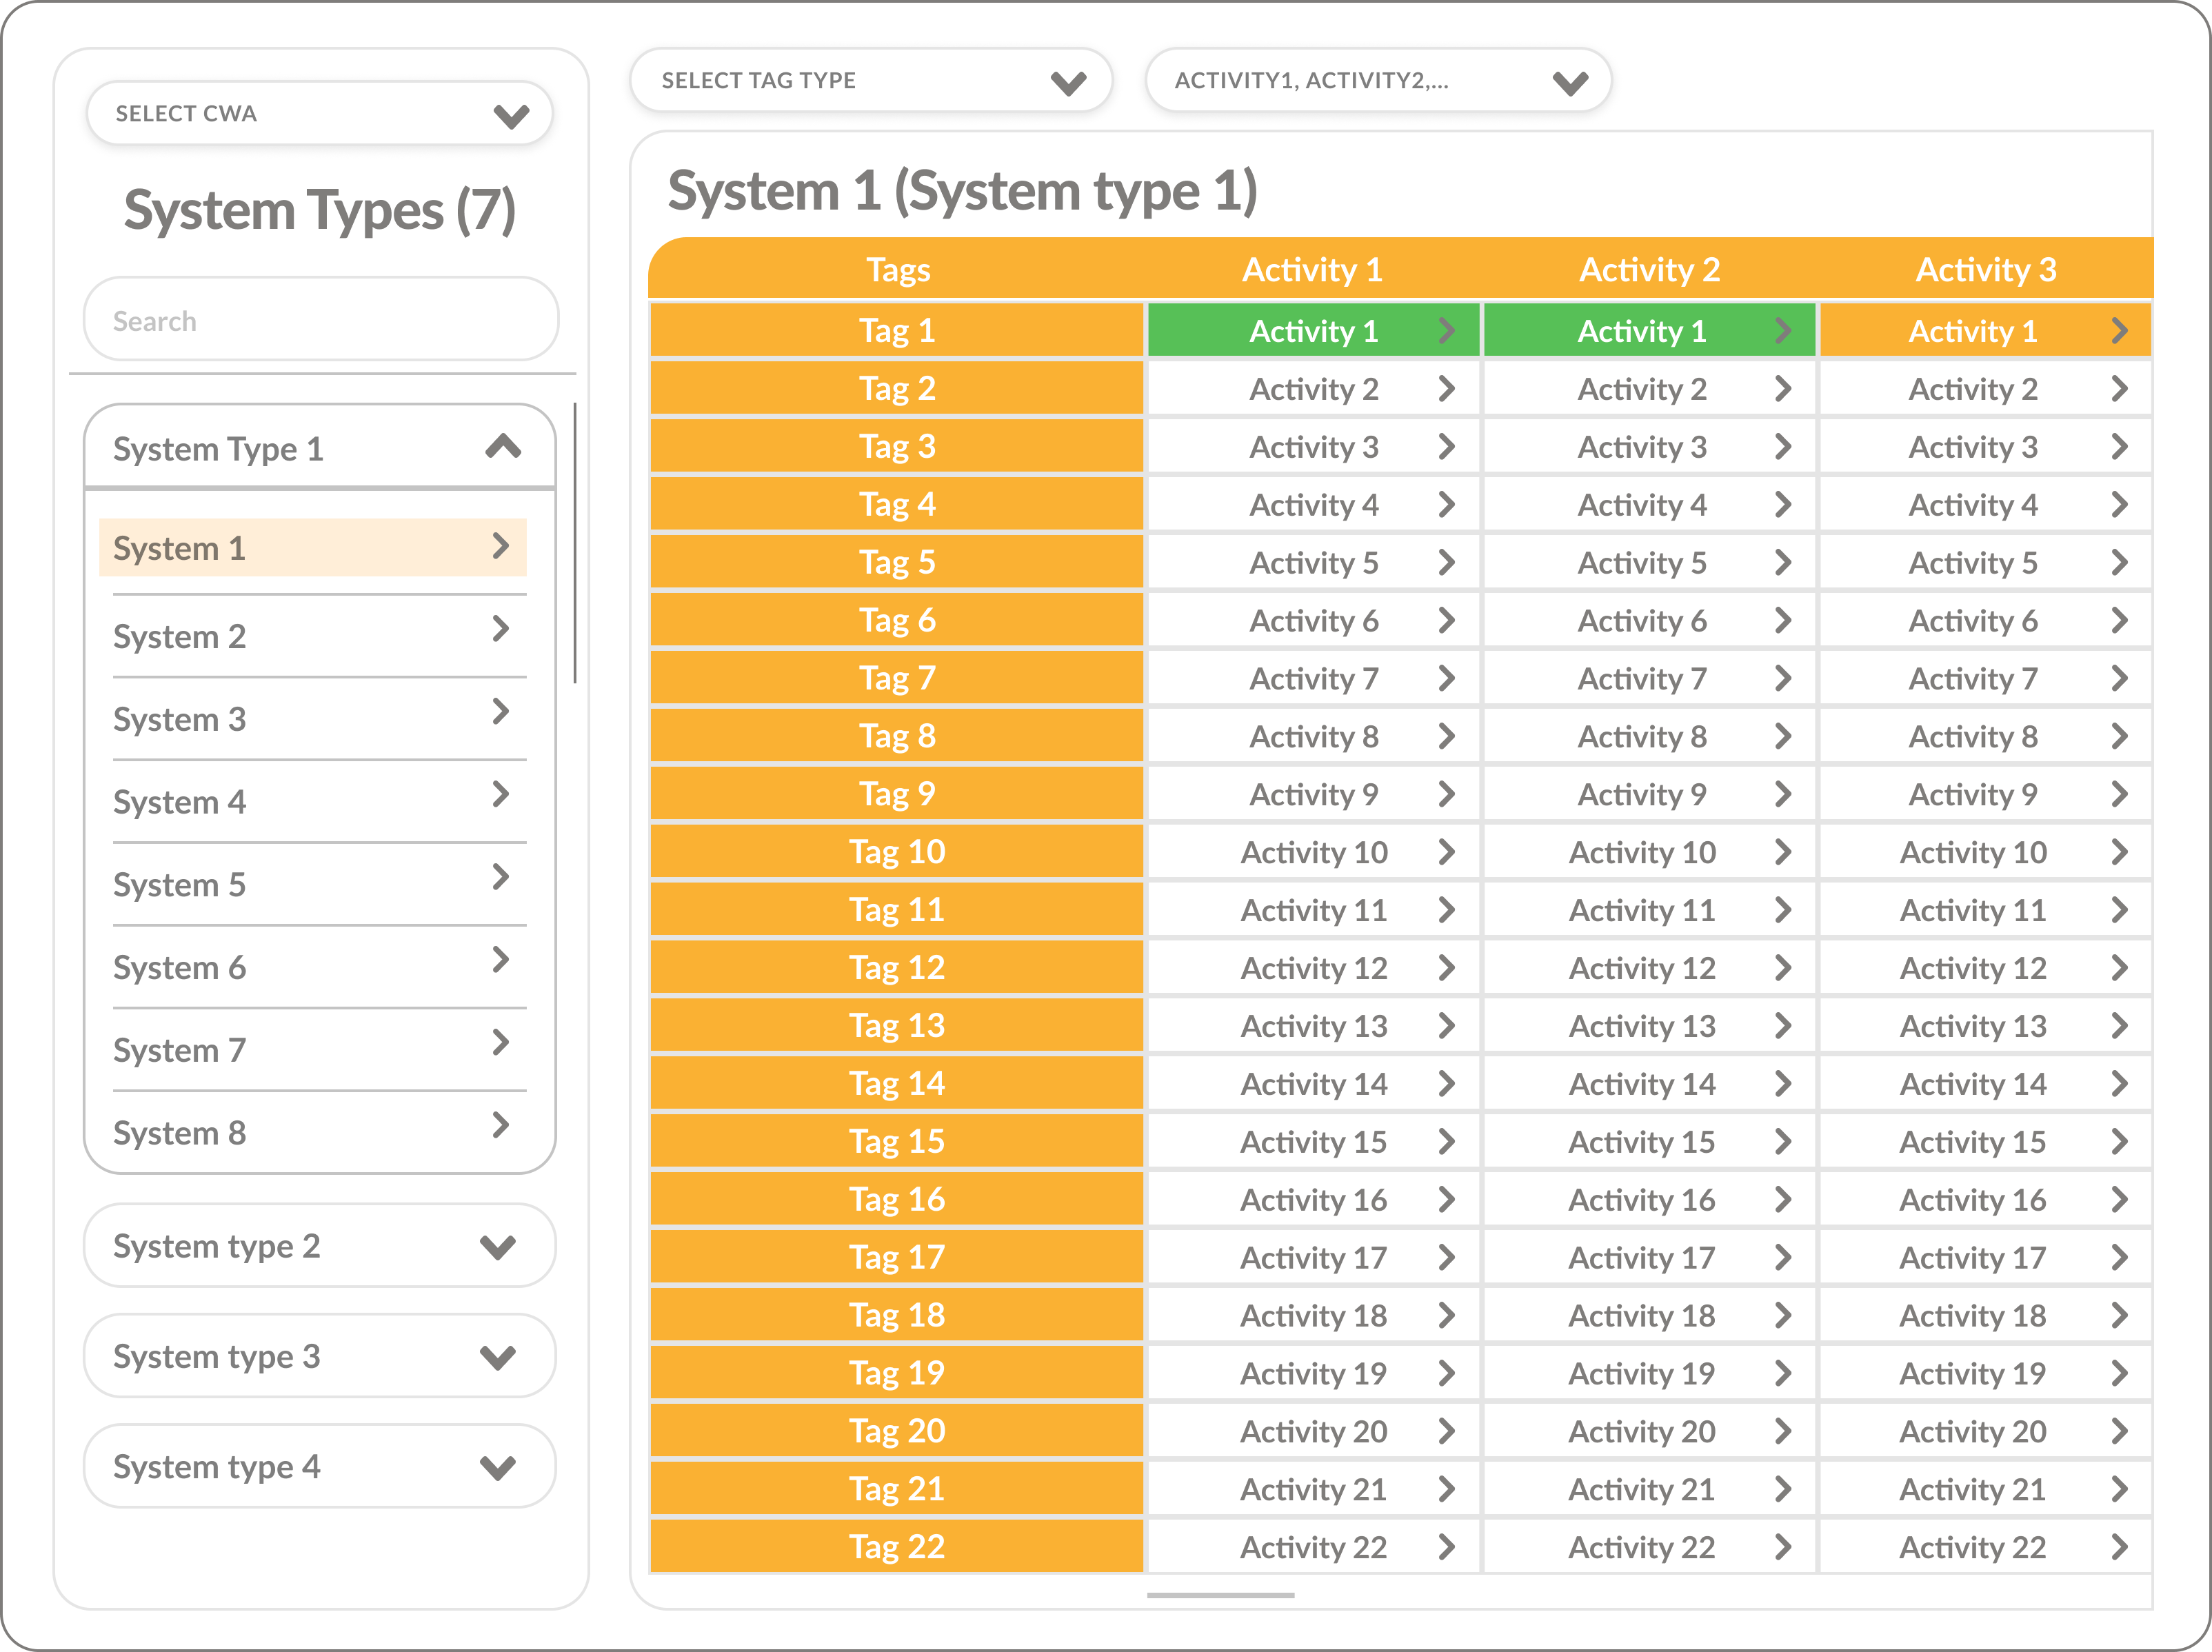 SELECT CWA
System Types (7)
Search
System Type 1
System 1
System 2
System 3
System 4
System 5
System 6
System 7
System 8
System type 2
System type 3
System type 4
SELECT TAG TYPE
ACTIVITY1, ACTIVITY2,...
System 1 (System type 1)
Tags Activity 1 Activity 2 Activity 3
Tag 1 Activity 1 Activity 1 Activity 1
Tag 2 Activity 2 Activity 2 Activity 2
Tag 3 Activity 3 Activity 3 Activity 3
Tag 4 Activity 4 Activity 4 Activity 4
Tag 5 Activity 5 Activity 5 Activity 5
Tag 6 Activity 6 Activity 6 Activity 6
Tag 7 Activity 7 Activity 7 Activity 7
Tag 8 Activity 8 Activity 8 Activity 8
Tag 9 Activity 9 Activity 9 Activity 9
Tag 10 Activity 10 Activity 10 Activity 10
Tag 11 Activity 11 Activity 11 Activity 11
Tag 12 Activity 12 Activity 12 Activity 12
Tag 13 Activity 13 Activity 13 Activity 13
Tag 14 Activity 14 Activity 14 Activity 14
Tag 15 Activity 15 Activity 15 Activity 15
Tag 16 Activity 16 Activity 16 Activity 16
Tag 17 Activity 17 Activity 17 Activity 17
Tag 18 Activity 18 Activity 18 Activity 18
Tag 19 Activity 19 Activity 19 Activity 19
Tag 20 Activity 20 Activity 20 Activity 20
Tag 21 Activity 21 Activity 21 Activity 21
Tag 22 Activity 22 Activity 22 Activity 22